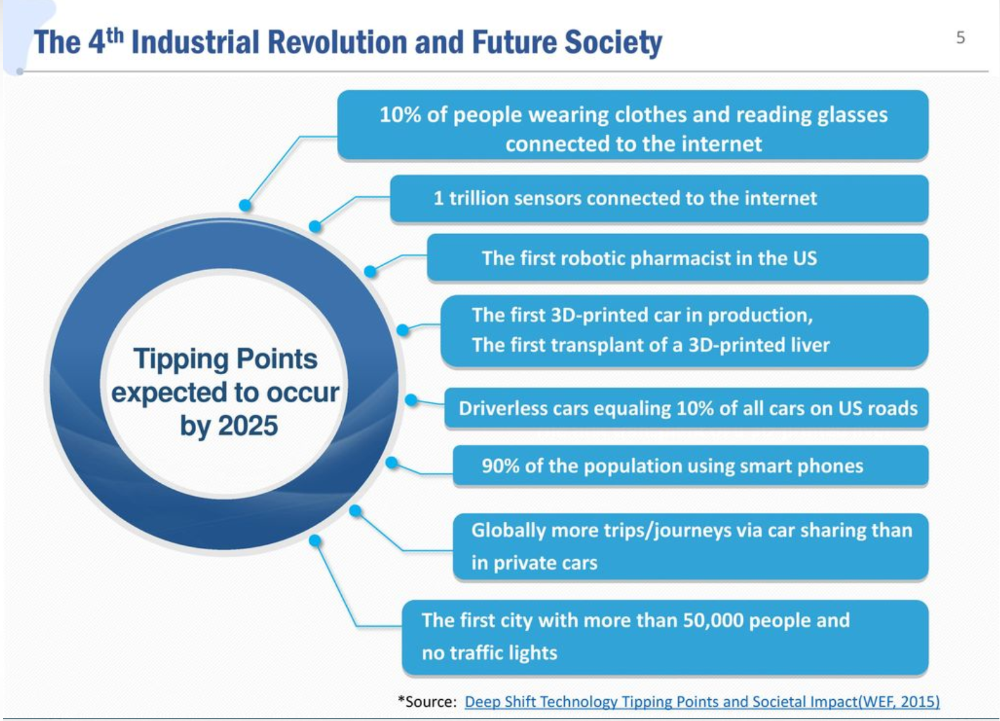 The 4th Industrial Revolution and Future Society
5
10% of people wearing clothes and reading glasses
connected to the internet
1 trillion sensors connected to the internet
The first robotic pharmacist in the US
The first 3D-printed car in production,
The first transplant of a 3D-printed liver
Tipping Points
expected to occur
by 2025
Driverless cars equaling 10% of all cars on US roads
90% of the population using smart phones
Globally more trips/journeys via car sharing than
in private cars
The first city with more than 50,000 people and
no traffic lights
*Source: Deep Shift Technology Tipping Points and Societal Impact(WEF, 2015)